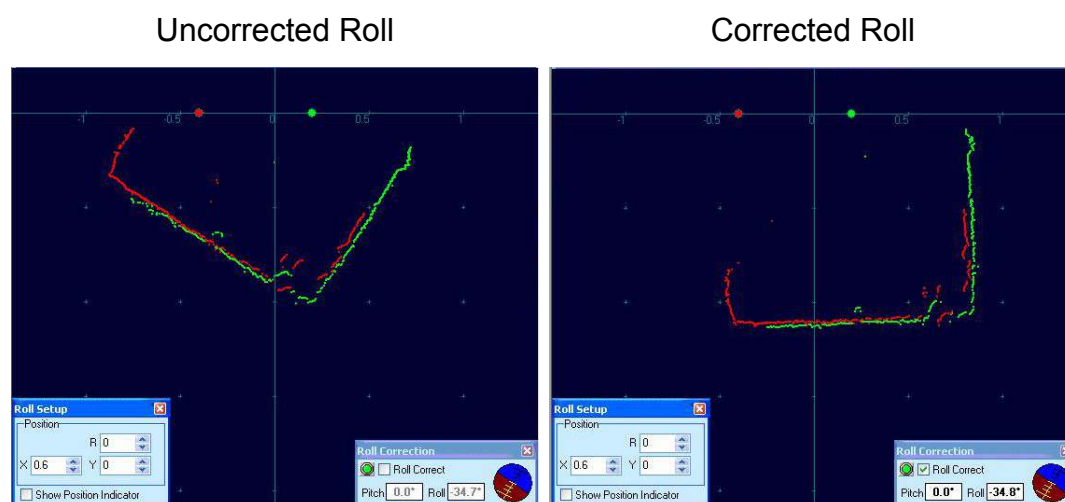 Uncorrected Roll
Corrected Roll
-1 -0.5 0 0.5 1
-1 -0.5 0 0.5 1
Roll Setup
Position
R 0
X 0.6 Y 0
Show Position Indicator
Roll Correction
Roll Correct
Pitch 0.0° Roll -34.7°
Roll Setup
Position
R 0
X 0.6 Y 0
Show Position Indicator
Roll Correction
Roll Correct
Pitch 0.0° Roll -34.8°